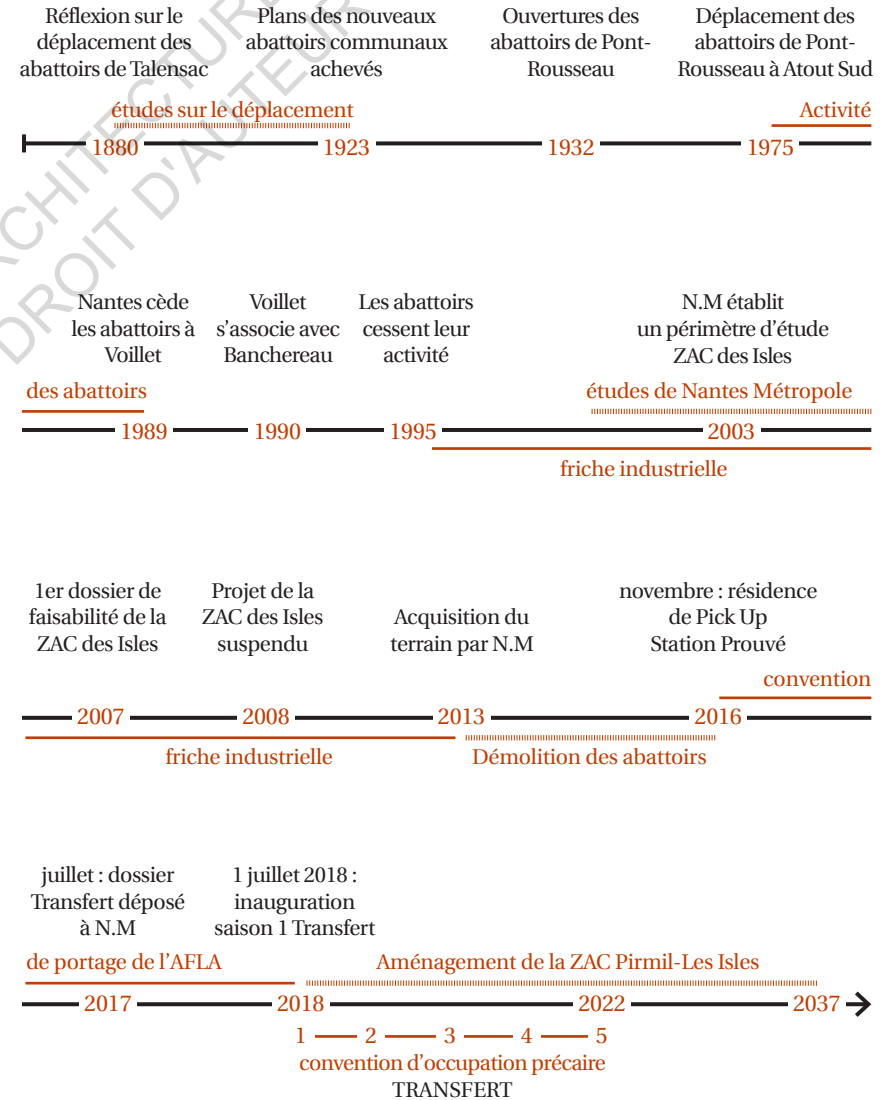 Réflexion sur le
déplacement des
abattoirs de Talensac
Plans des nouveaux
abattoirs communaux
achevés
Ouvertures des
abattoirs de Pont-
Rousseau
Déplacement des
abattoirs de Pont-
Rousseau à Atout Sud
études sur le déplacement
Activité
1880
1923
1932
1975
ARCHITECTURE
DROIT D'AUTEUR
Nantes cède
les abattoirs à
Voillet
Voillet
s'associe avec
Banchereau
Les abattoirs
cessent leur
activité
N.M établit
un périmètre d'étude
ZAC des Isles
des abattoirs
études de Nantes Métropole
1989
1990
1995
2003
friche industrielle
1er dossier de
faisabilité de la
ZAC des Isles
Projet de la
ZAC des Isles
suspendu
Acquisition du
terrain par N.M
novembre : résidence
de Pick Up
Station Prouvé
convention
2007
2008
2013
2016
friche industrielle
Démolition des abattoirs
juillet : dossier
Transfert déposé
à N.M
1 juillet 2018 :
inauguration
saison 1 Transfert
de portage de l'AFLA
Aménagement de la ZAC Pirmil-Les Isles
2017
2018
2022
2037
1 2 3 4 5
convention d'occupation précaire
TRANSFERT